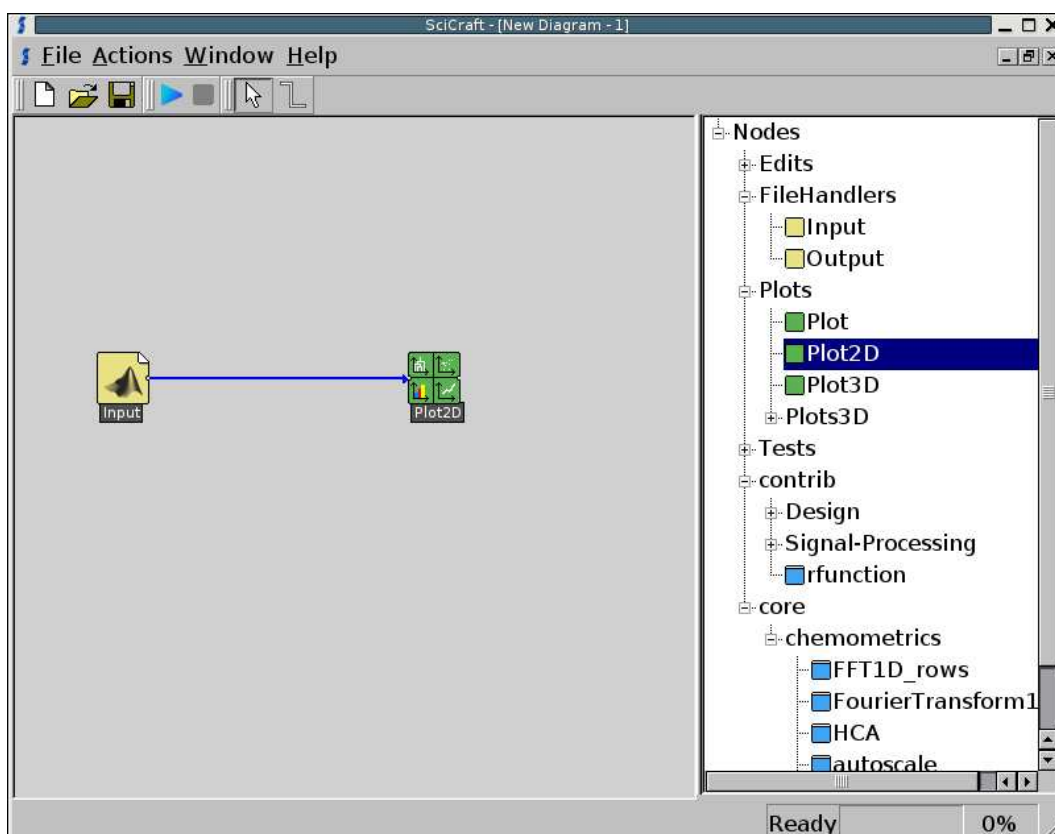 SciCraft - [New Diagram - 1]
File Actions Window Help
Nodes
Edits
FileHandlers
Input
Output
Plots
Plot
Plot2D
Plot3D
Plots3D
Tests
contrib
Design
Signal-Processing
rfunction
core
chemometrics
FFT1D_rows
FourierTransform1
HCA
autoscale
Input
Plot2D
Ready
0%